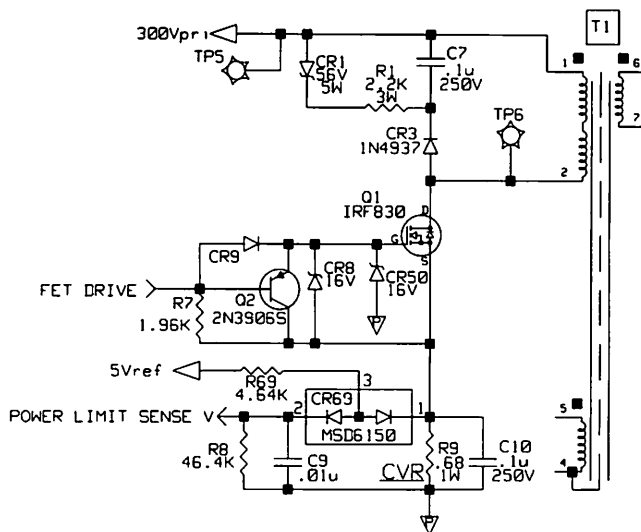 T1
300Vpri
TP5
CR1
56V
5W
R1
2.2K
3W
C7
.1u
250V
1
6
TP6
7
CR3
1N4937
2
Q1
IRF830
D
G
S
CR9
CR8
16V
CR50
16V
FET DRIVE
Q2
2N3906S
R7
1.96K
P
5Vref
R69
4.64K
3
CR69
5
POWER LIMIT SENSE V
2
1
MSD6150
R8
46.4K
C9
.01u
CVR
R9
.68
1W
C10
.1u
250V
4
P